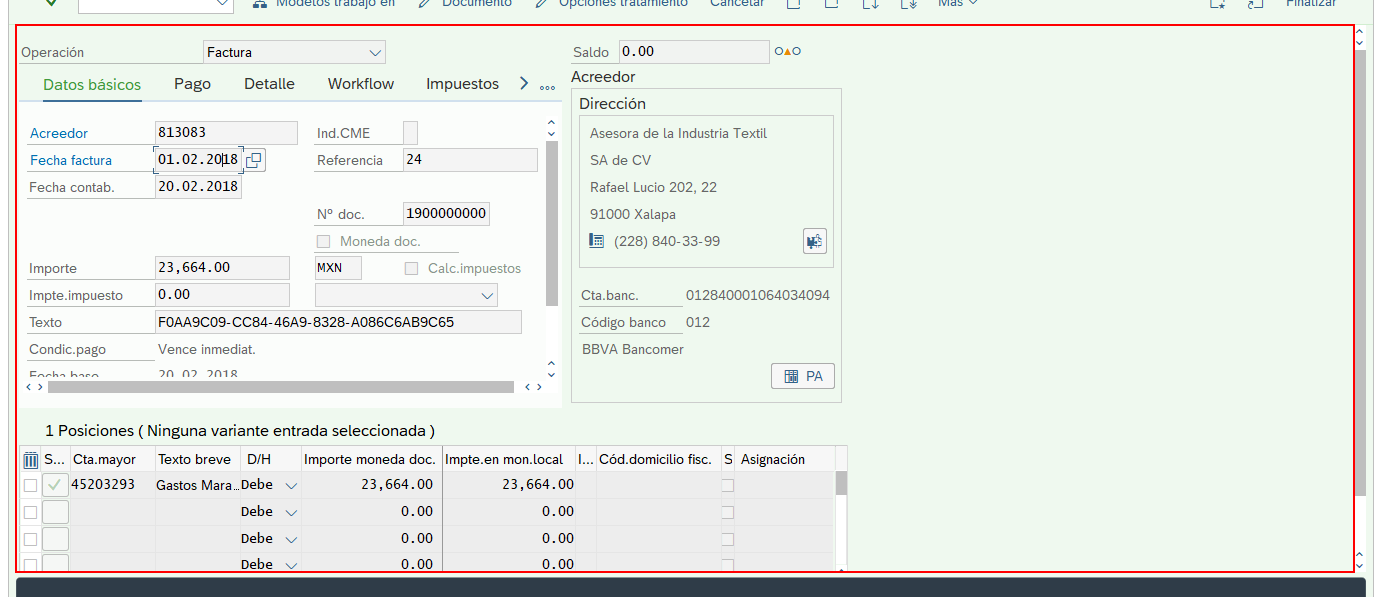 Modelos trabajo en Documento Opciones tratamiento Cancelar Más Finalizar
Operación Factura Saldo 0.00
Datos básicos Pago Detalle Workflow Impuestos
Acreedor
Dirección
Asesora de la Industria Textil
SA de CV
Rafael Lucio 202, 22
91000 Xalapa
(228) 840-33-99
Cta.banc. 012840001064034094
Código banco 012
BBVA Bancomer
PA
Acreedor 813083 Ind.CME
Fecha factura 01.02.2018 Referencia 24
Fecha contab. 20.02.2018
Nº doc. 1900000000
Moneda doc.
Importe 23,664.00 MXN Calc.impuestos
Impte.impuesto 0.00
Texto F0AA9C09-CC84-46A9-8328-A086C6AB9C65
Condic.pago Vence inmediat.
Fecha base 20.02.2018
1 Posiciones ( Ninguna variante entrada seleccionada )
S... Cta.mayor Texto breve D/H Importe moneda doc. Impte.en mon.local I... Cód.domicilio fisc. S Asignación
45203293 Gastos Mara... Debe 23,664.00 23,664.00
Debe 0.00 0.00
Debe 0.00 0.00
Debe 0.00 0.00